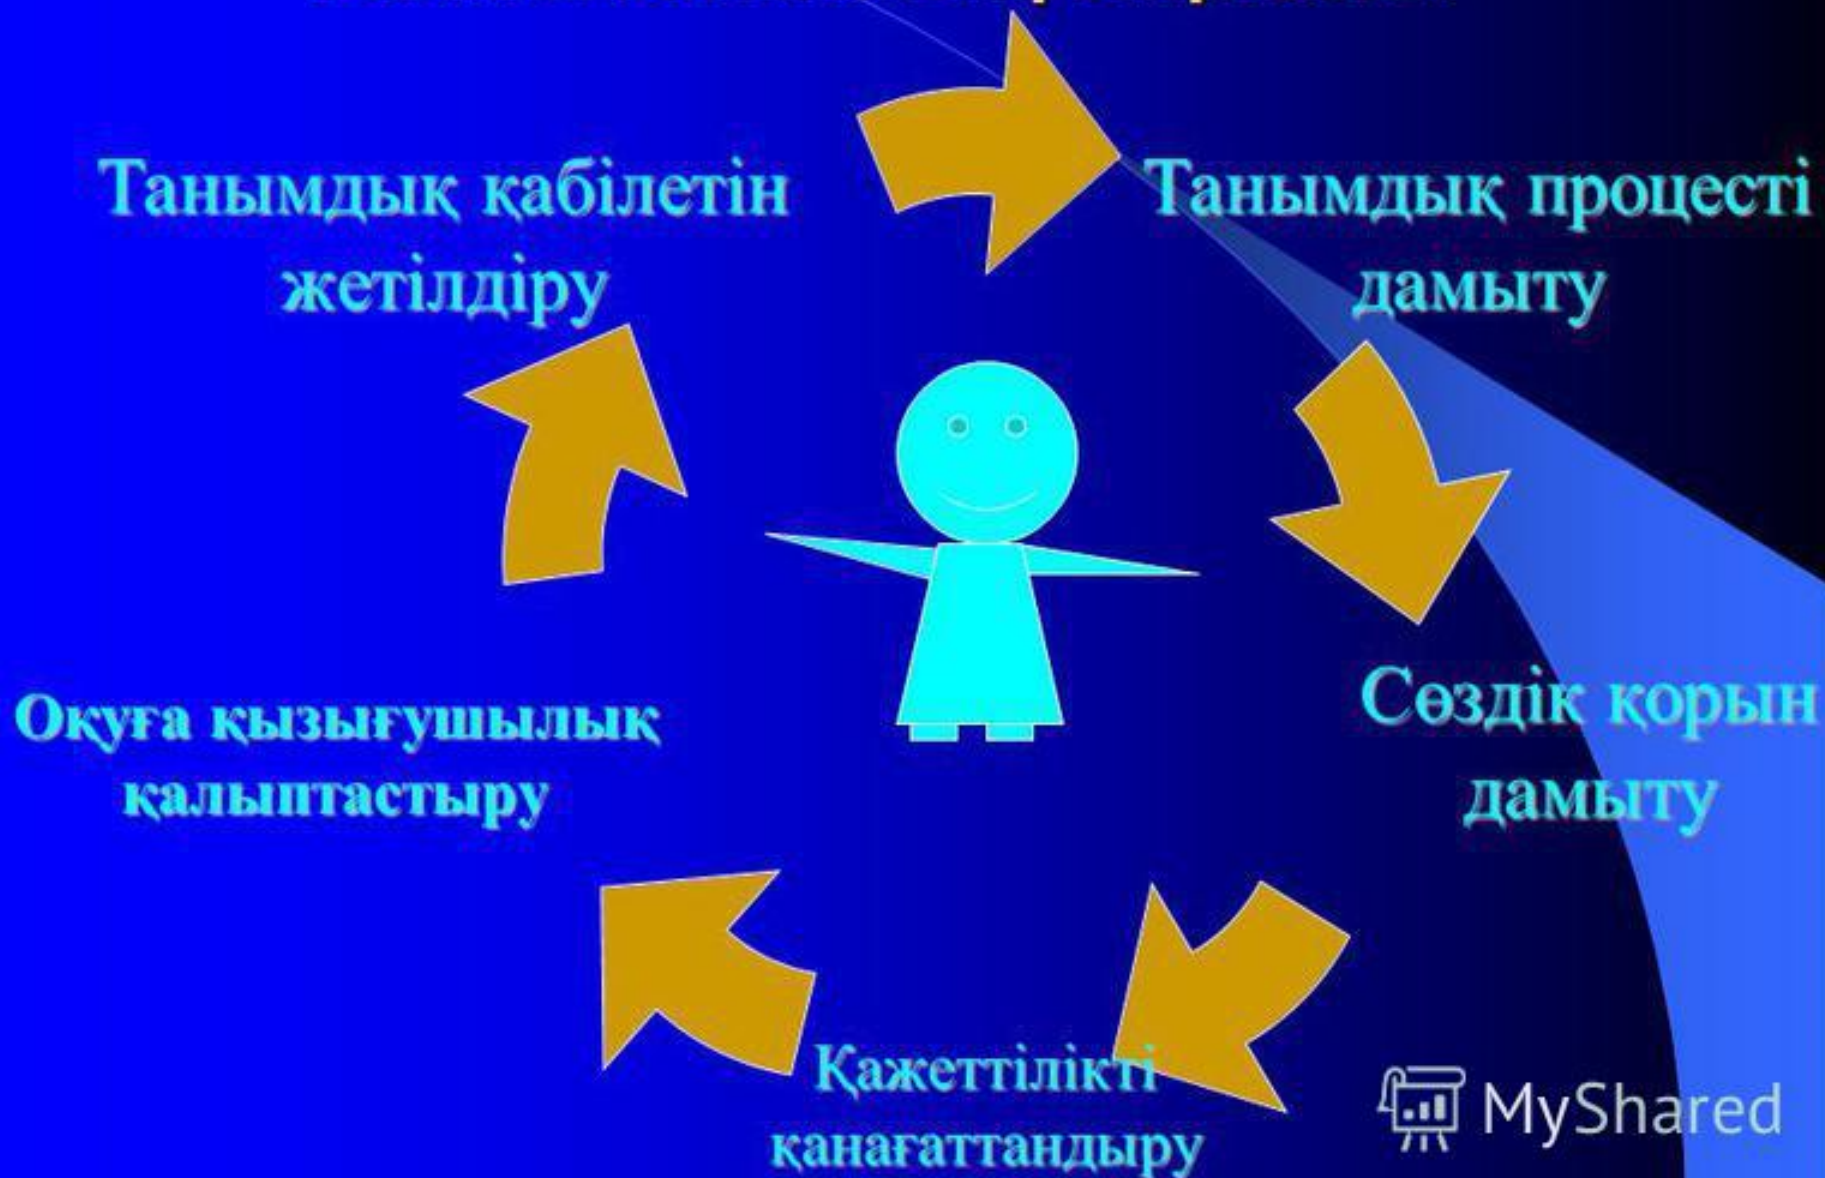 Танымдық қабілетін
жетілдіру
Танымдық процесті
дамыту
Сөздік қорын
дамыту
Қажеттілікті
қанағаттандыру
Оқуға қызығушылық
қалыптастыру
MyShared